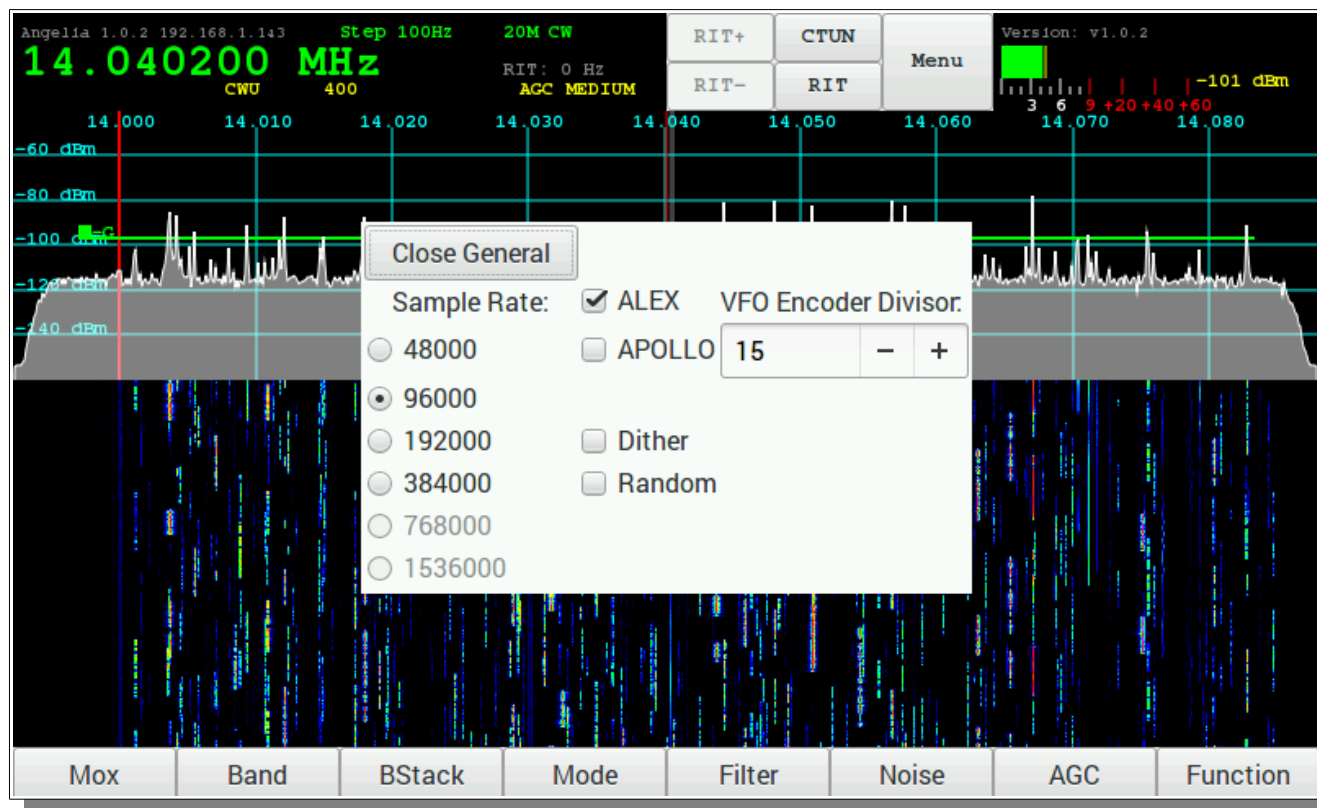 Angelia 1.0.2 192.168.1.143 Step 100Hz 20M CW RIT+ CTUN Menu Version: v1.0.2
14.040200 MHz RIT: 0 Hz -101 dBm
CWU 400 AGC MEDIUM RIT- RIT
3 6 9 +20 +40 +60
14.000 14.010 14.020 14.030 14.040 14.050 14.060 14.070 14.080
-60 dBm
-80 dBm
-G
-100 dBm
-120 dBm
-140 dBm
Close General
Sample Rate: ALEX VFO Encoder Divisor:
48000 APOLLO 15 − +
96000
192000 Dither
384000 Random
768000
1536000
Mox Band BStack Mode Filter Noise AGC Function